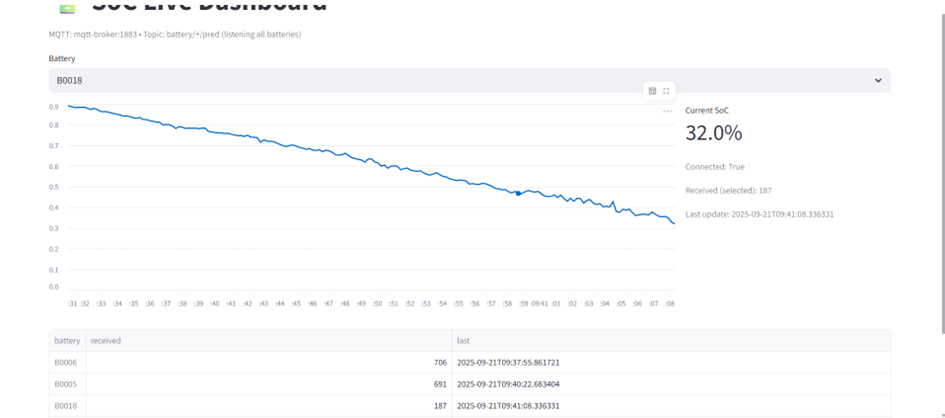 SoC Live Dashboard
MQTT: mqtt-broker:1883 • Topic: battery/+/pred (listening all batteries)
Battery
B0018
0.9
0.8
0.7
0.6
0.5
0.4
0.3
0.2
0.1
0.0
:31 :32 :33 :34 :35 :36 :37 :38 :39 :40 :41 :42 :43 :44 :45 :46 :47 :48 :49 :50 :51 :52 :53 :54 :55 :56 :57 :58 :59 09:41 :01 :02 :03 :04 :05 :06 :07 :08
Current SoC
32.0%
Connected: True
Received (selected): 187
Last update: 2025-09-21T09:41:08.336331
battery received last
B0006 706 2025-09-21T09:37:55.861721
B0005 691 2025-09-21T09:40:22.683404
B0018 187 2025-09-21T09:41:08.336331